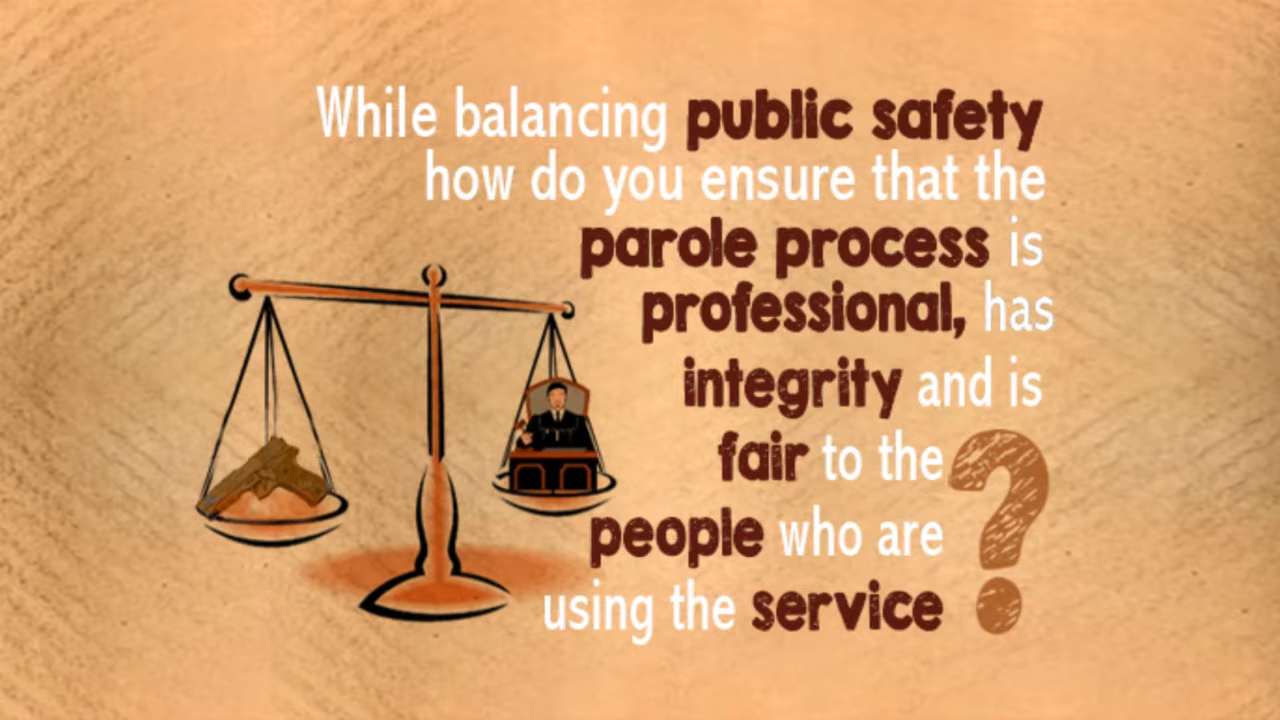 While balancing public safety
how do you ensure that the
parole process is
professional, has
integrity and is
fair to the
people who are
using the service ?